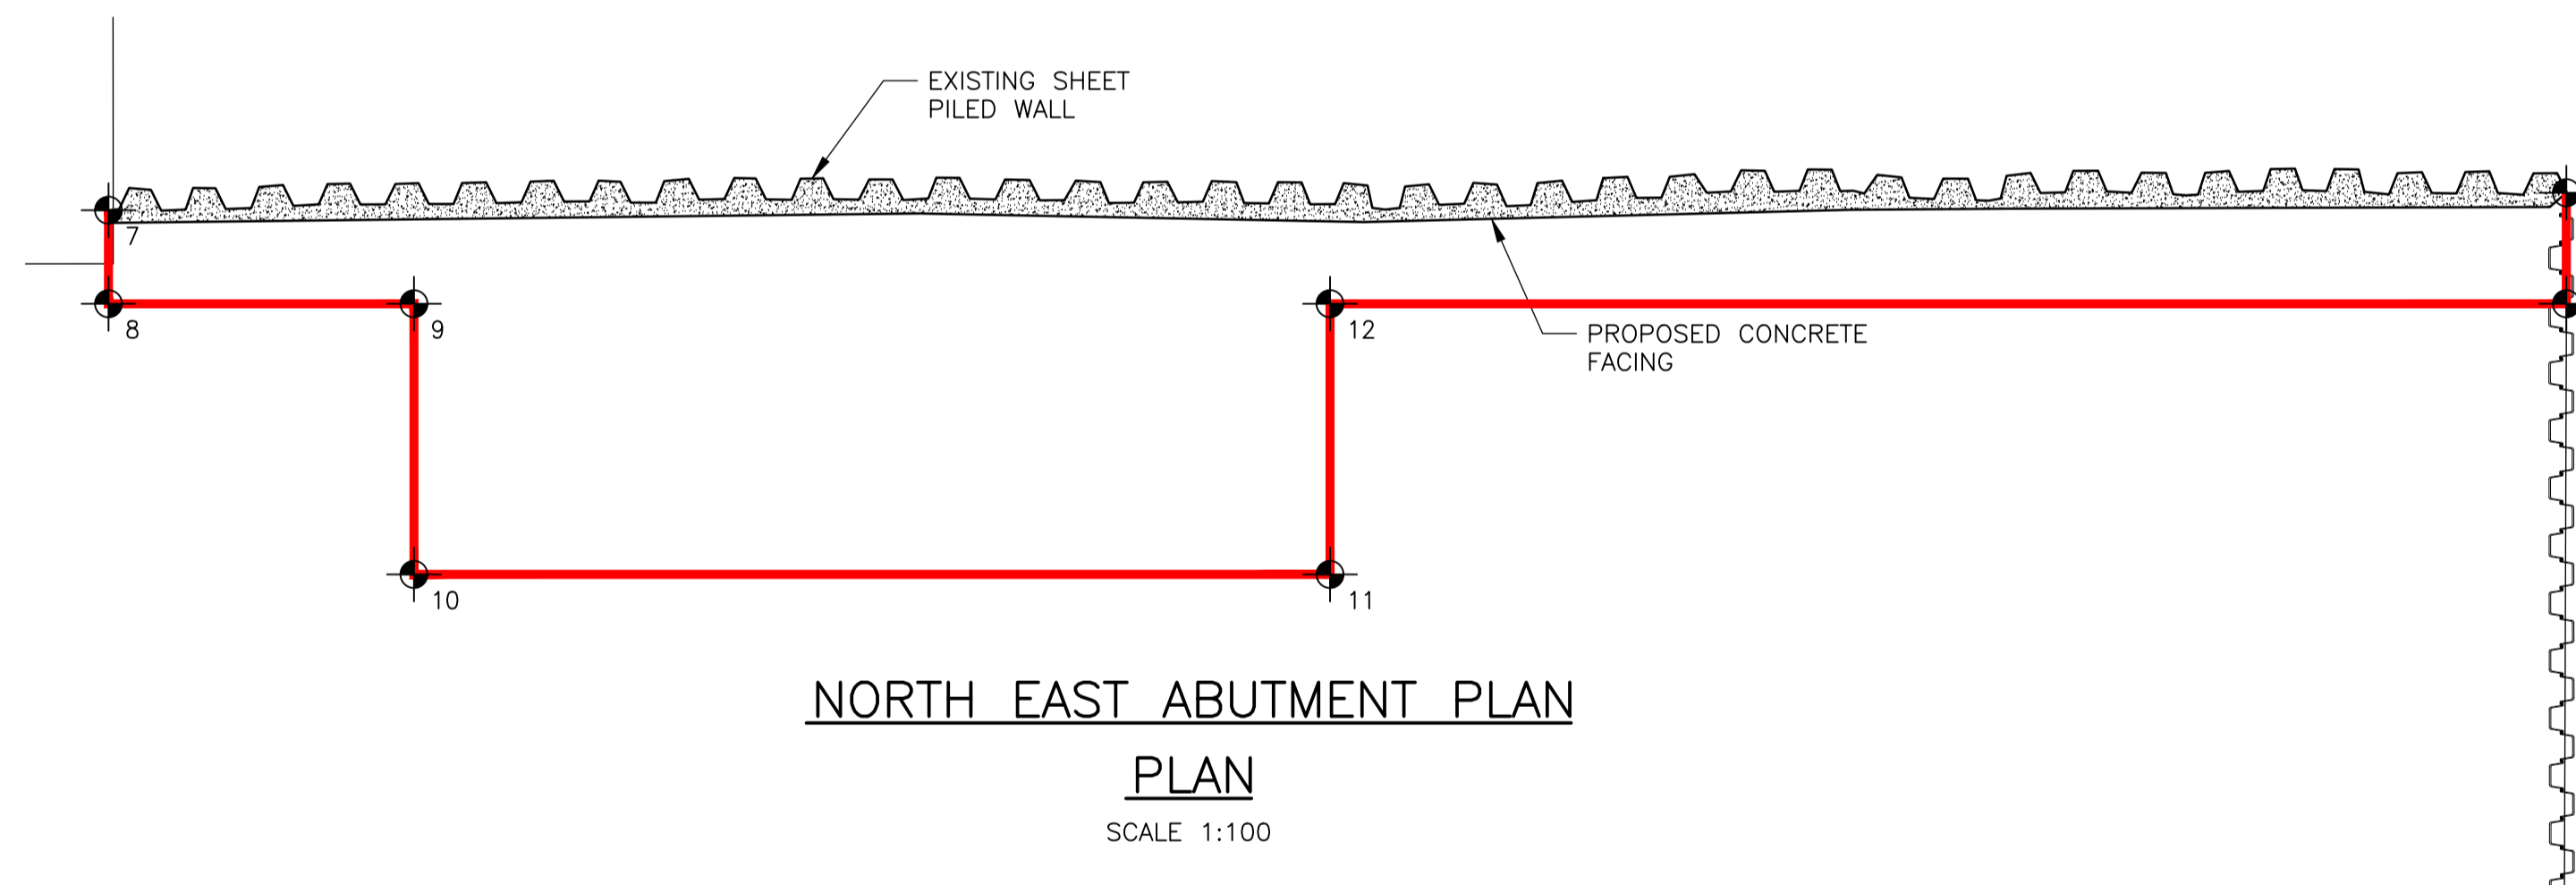 EXISTING SHEET
PILED WALL
7
8
9
12
PROPOSED CONCRETE
FACING
10
11
NORTH EAST ABUTMENT PLAN
PLAN
SCALE 1:100